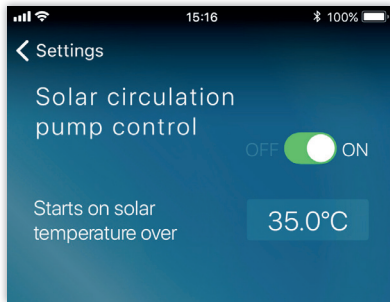 15:16
100%
Settings
Solar circulation
pump control
OFF ON
Starts on solar
temperature over
35.0°C